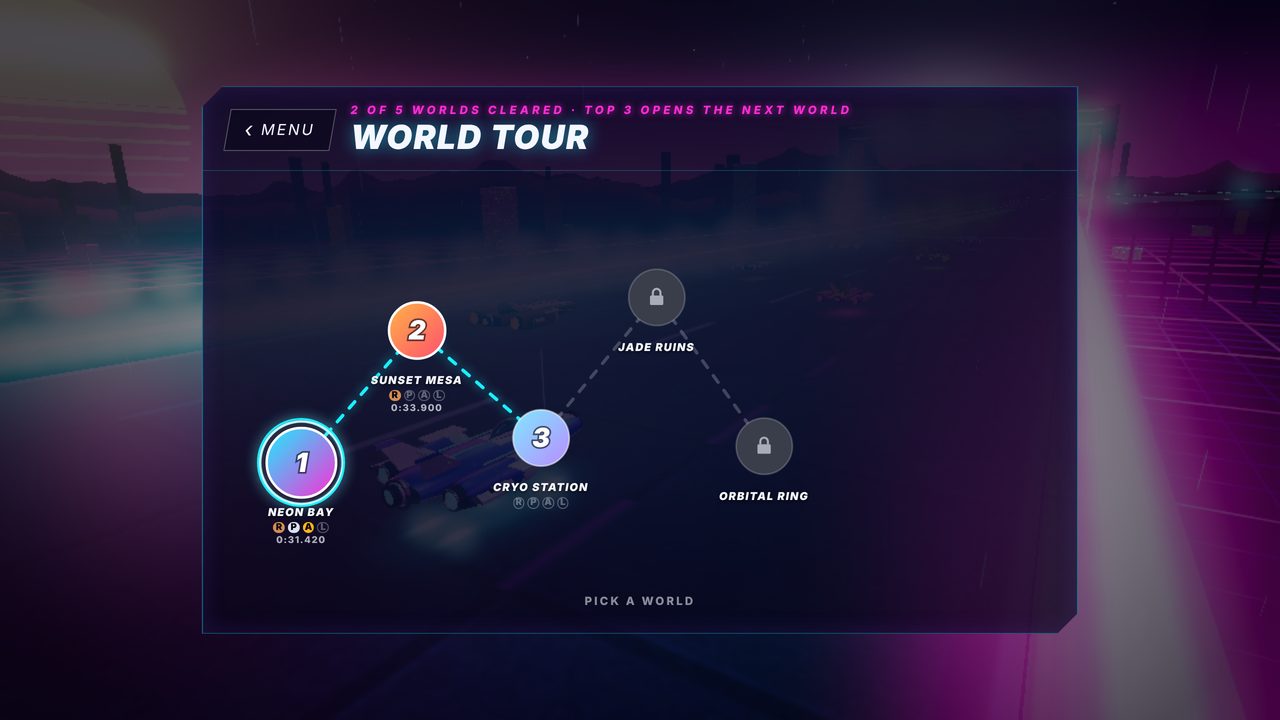 ‹ MENU
2 OF 5 WORLDS CLEARED · TOP 3 OPENS THE NEXT WORLD
WORLD TOUR
JADE RUINS
2
SUNSET MESA
R P A L
0:33.900
3
CRYO STATION
R P A L
1
NEON BAY
R P A L
0:31.420
ORBITAL RING
PICK A WORLD